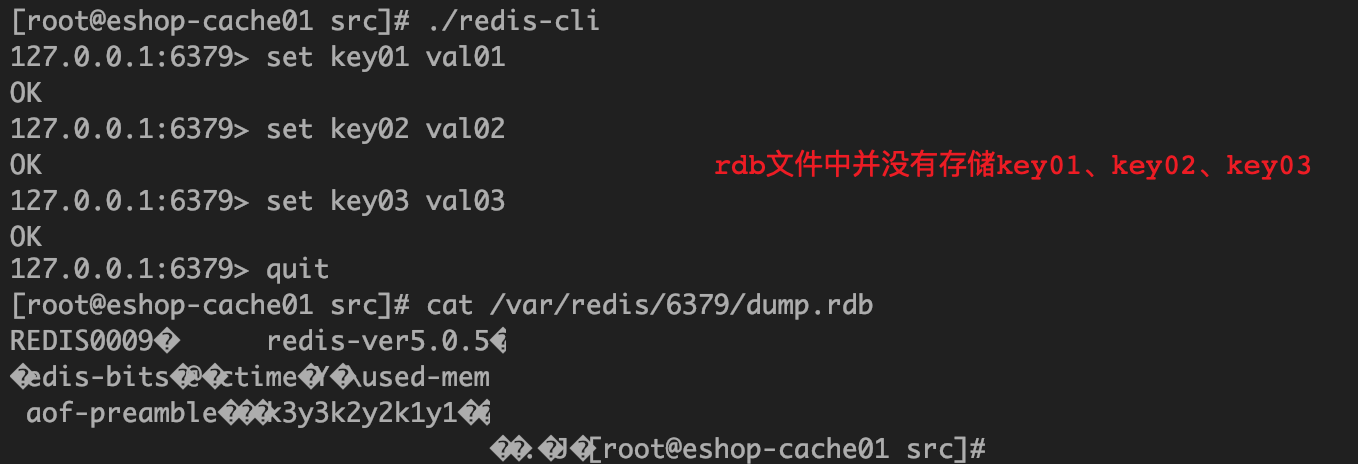 [root@eshop-cache01 src]# ./redis-cli
127.0.0.1:6379> set key01 val01
OK
127.0.0.1:6379> set key02 val02
OK
rdb文件中并没有存储key01、key02、key03
127.0.0.1:6379> set key03 val03
OK
127.0.0.1:6379> quit
[root@eshop-cache01 src]# cat /var/redis/6379/dump.rdb
REDIS0009� redis-ver5.0.5�
�edis-bits�@�ctime�Y�\used-mem
aof-preamble���k3y3k2y2k1y1��
��.�J�[root@eshop-cache01 src]#